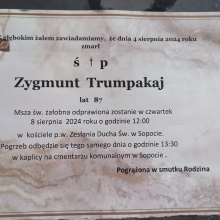 głębokim żalem zawiadamiamy, że dnia 4 sierpnia 2024 roku
zmarł
ś † p
Zygmunt Trumpakaj
lat 87
Msza św. żałobna odprawiona zostanie w czwartek
8 sierpnia 2024 roku o godzinie 12:00
w kościele p.w. Zesłania Ducha Św. w Sopocie.
Pogrzeb odbędzie się tego samego dnia o godzinie 13:30
w kaplicy na cmentarzu komunalnym w Sopocie .
Pogrążona w smutku Rodzina